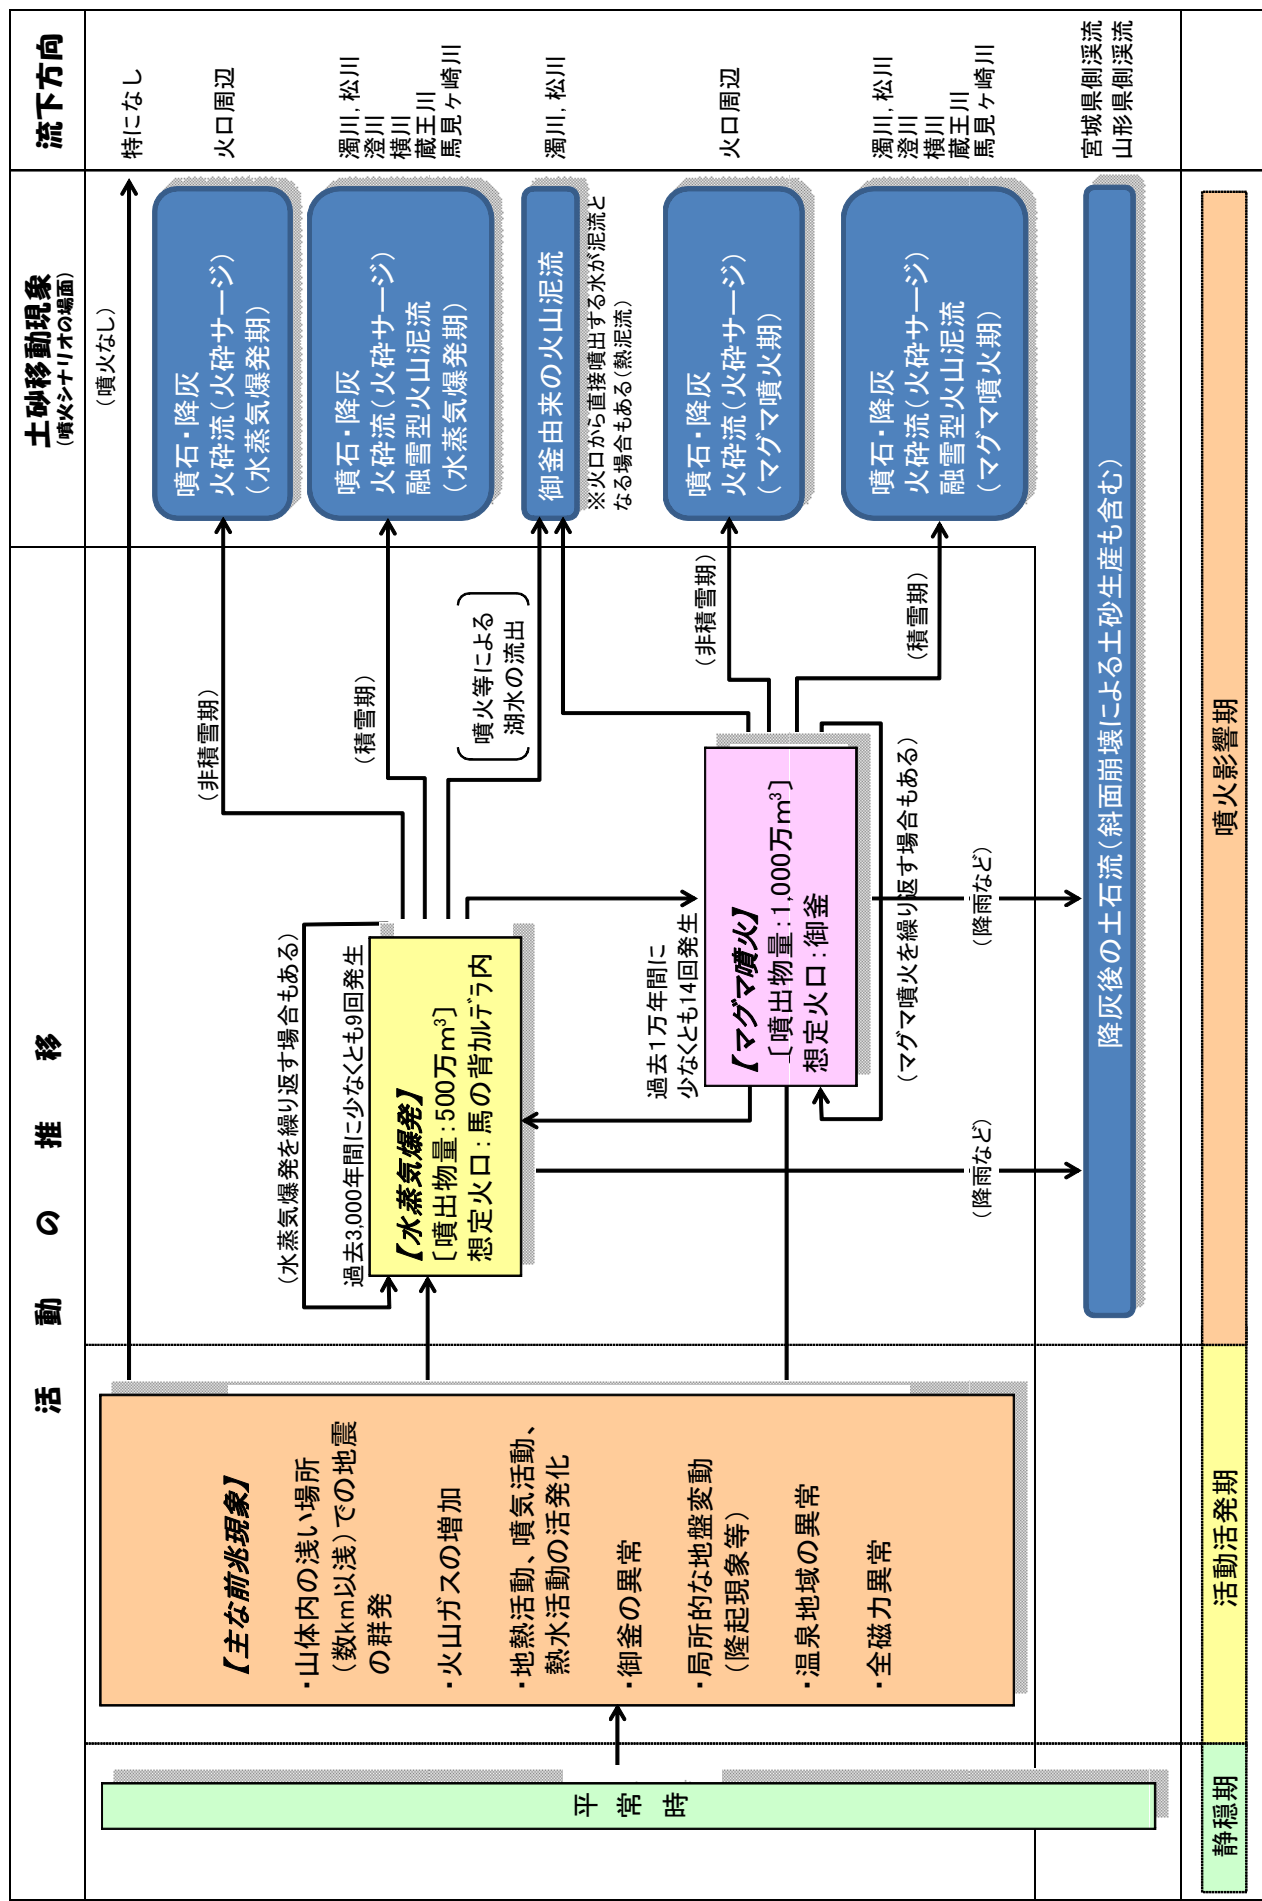 活動の推移
土砂移動現象
(噴火シナリオの場面)
流下方向
平常時
【主な前兆現象】
・山体内の浅い場所
(数km以浅)での地震
の群発
・火山ガスの増加
・地熱活動、噴気活動、
熱水活動の活発化
・御釜の異常
・局所的な地盤変動
(隆起現象等)
・温泉地域の異常
・全磁力異常
(噴火なし)
特になし
(水蒸気爆発を繰り返す場合もある)
過去3,000年間に少なくとも9回発生
【水蒸気爆発】
[噴出物量:500万m³]
想定火口:馬の背カルデラ内
(非積雪期)
噴石・降灰
火砕流(火砕サージ)
(水蒸気爆発期)
火口周辺
(積雪期)
噴石・降灰
火砕流(火砕サージ)
融雪型火山泥流
(水蒸気爆発期)
濁川, 松川
澄川
横川
蔵王川
馬見ヶ崎川
噴火等による
湖水の流出
御釜由来の火山泥流
※火口から直接噴出する水が泥流と
なる場合もある(熱泥流)
濁川, 松川
過去1万年間に
少なくとも14回発生
【マグマ噴火】
[噴出物量:1,000万m³]
想定火口:御釜
(マグマ噴火を繰り返す場合もある)
(非積雪期)
噴石・降灰
火砕流(火砕サージ)
(マグマ噴火期)
火口周辺
(積雪期)
噴石・降灰
火砕流(火砕サージ)
融雪型火山泥流
(マグマ噴火期)
濁川, 松川
澄川
横川
蔵王川
馬見ヶ崎川
(降雨など)
(降雨など)
降灰後の土石流(斜面崩壊による土砂生産も含む)
宮城県側渓流
山形県側渓流
静穏期
活動活発期
噴火影響期